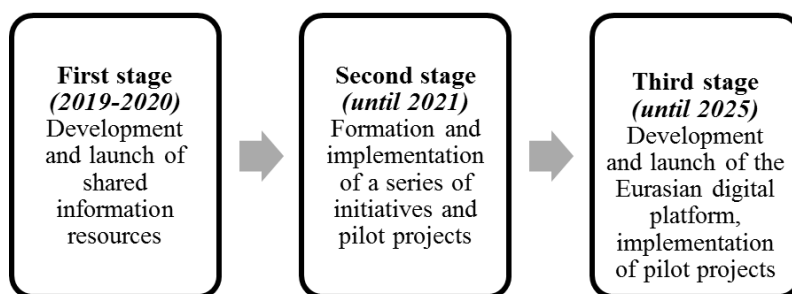 First stage
(2019-2020)
Development
and launch of
shared
information
resources
Second stage
(until 2021)
Formation and
implementation
of a series of
initiatives and
pilot projects
Third stage
(until 2025)
Development
and launch of the
Eurasian digital
platform,
implementation
of pilot projects